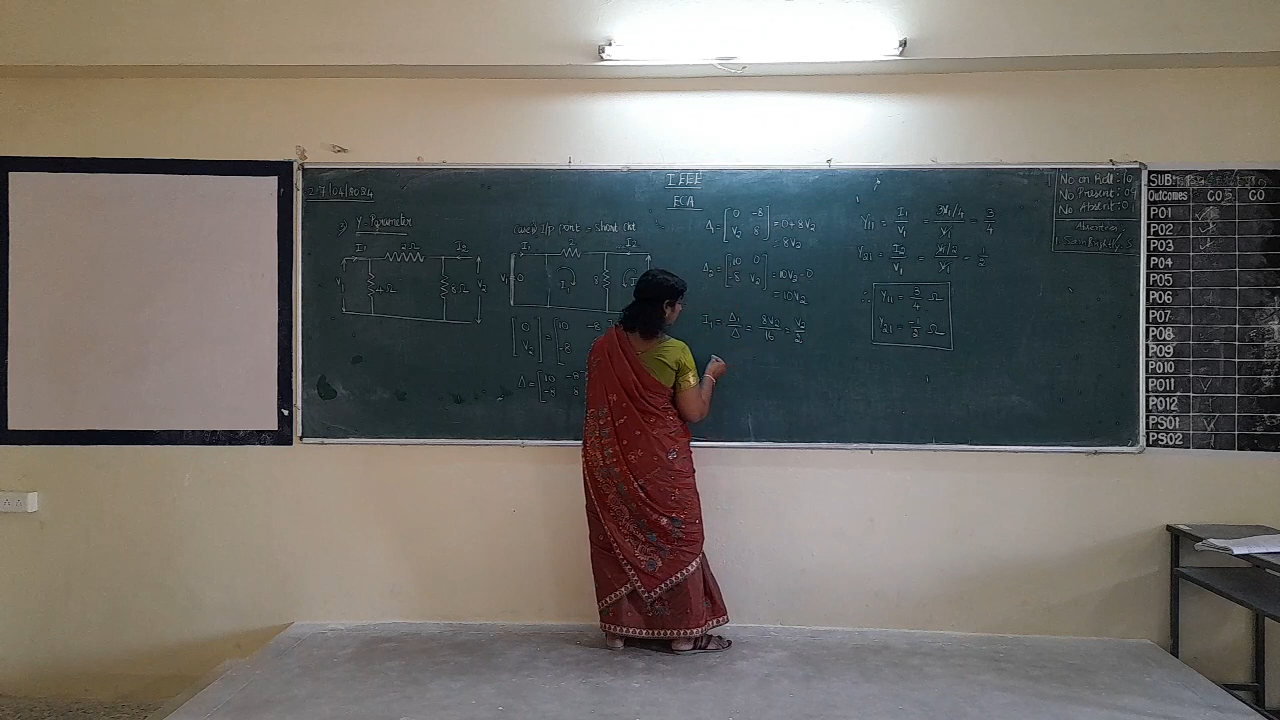 27/04/2024
IEEE
ECA
3) Y-Parameter
I₁ 2Ω I₂
V₁ 4Ω 8Ω V₂
I/p port = short ckt
I₁ 2 I₂
V₁ 0 I₁ 8
[0 V₂] = [10 -8 -8
Δ = [10 -8 -8 8
Δ₁ = [0 -8 V₂ 8] = 0+8V₂
= 8V₂
Δ₂ = [10 0 -8 V₂] = 10V₂-0
= 10V₂
I₁ = Δ₁/Δ = 8V₂/16 = V₂/2
Y₁₁ = I₁/V₁ = 3V₁/4/V₁ = 3/4
Y₂₁ = I₂/V₁ = V₁/2/V₁ = -1/2
∴ Y₁₁ = 3/4 Ω
Y₂₁ = -1/2 Ω
No on Roll: 10
No Present: 09
No Absent: 01
Absenties
SUB:
Outcomes CO5 CO
PO1
PO2
PO3
PO4
PO5
PO6
PO7
PO8
PO9
PO10
PO11
PO12
PSO1
PSO2